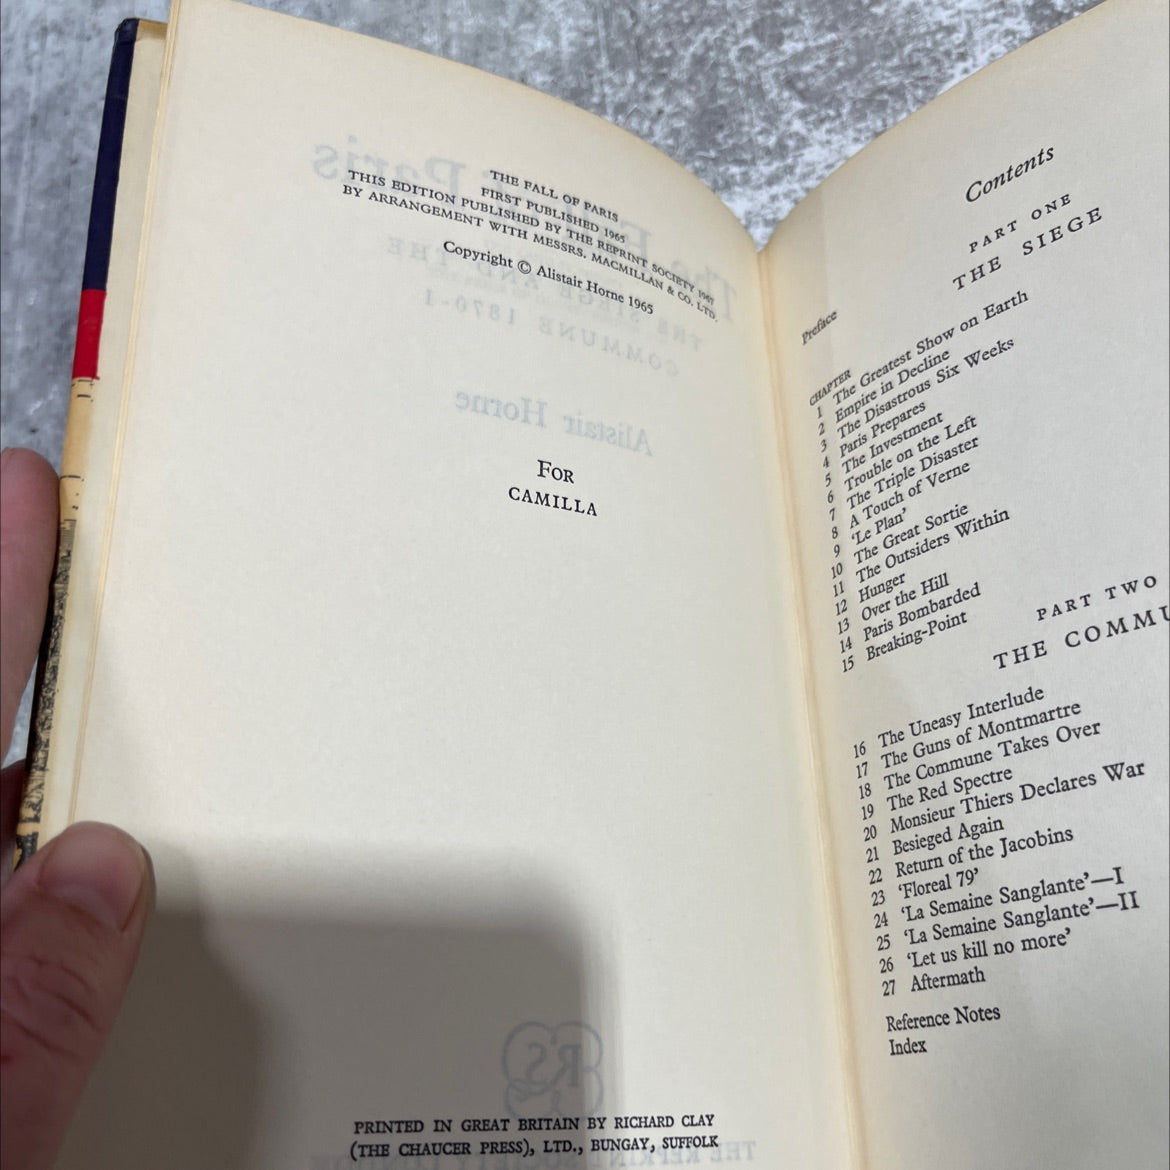 THE FALL OF PARIS
FIRST PUBLISHED 1965
THIS EDITION PUBLISHED BY THE REPRINT SOCIETY 1967
BY ARRANGEMENT WITH MESSRS. MACMILLAN & CO. LTD.
Copyright © Alistair Horne 1965
FOR
CAMILLA
PRINTED IN GREAT BRITAIN BY RICHARD CLAY
(THE CHAUCER PRESS), LTD., BUNGAY, SUFFOLK
Contents
PART ONE
THE SIEGE
Preface
CHAPTER
1 The Greatest Show on Earth
2 Empire in Decline
3 The Disastrous Six Weeks
4 Paris Prepares
5 The Investment
6 Trouble on the Left
7 The Triple Disaster
8 A Touch of Verne
9 'Le Plan'
10 The Great Sortie
11 The Outsiders Within
12 Hunger
13 Over the Hill
14 Paris Bombarded
15 Breaking-Point
PART TWO
THE COMMU
16 The Uneasy Interlude
17 The Guns of Montmartre
18 The Commune Takes Over
19 The Red Spectre
20 Monsieur Thiers Declares War
21 Besieged Again
22 Return of the Jacobins
23 'Floreal 79'
24 'La Semaine Sanglante'—I
25 'La Semaine Sanglante'—II
26 'Let us kill no more'
27 Aftermath
Reference Notes
Index